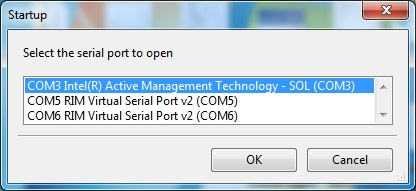 Startup
Select the serial port to open
COM3 Intel(R) Active Management Technology - SOL (COM3)
COM5 RIM Virtual Serial Port v2 (COM5)
COM6 RIM Virtual Serial Port v2 (COM6)
OK
Cancel